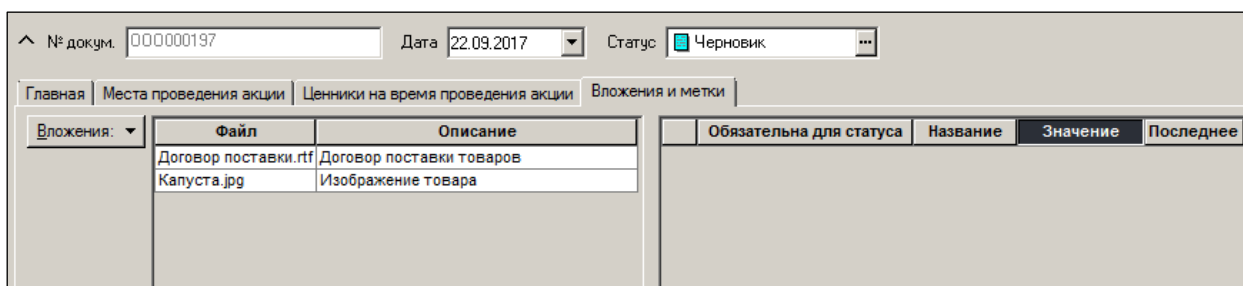 № докум. ООО000197 Дата 22.09.2017 Статус Черновик ...
Главная Места проведения акции Ценники на время проведения акции Вложения и метки
Вложения: Файл Описание Обязательна для статуса Название Значение Последнее
Договор поставки.rtf Договор поставки товаров
Капуста.jpg Изображение товара